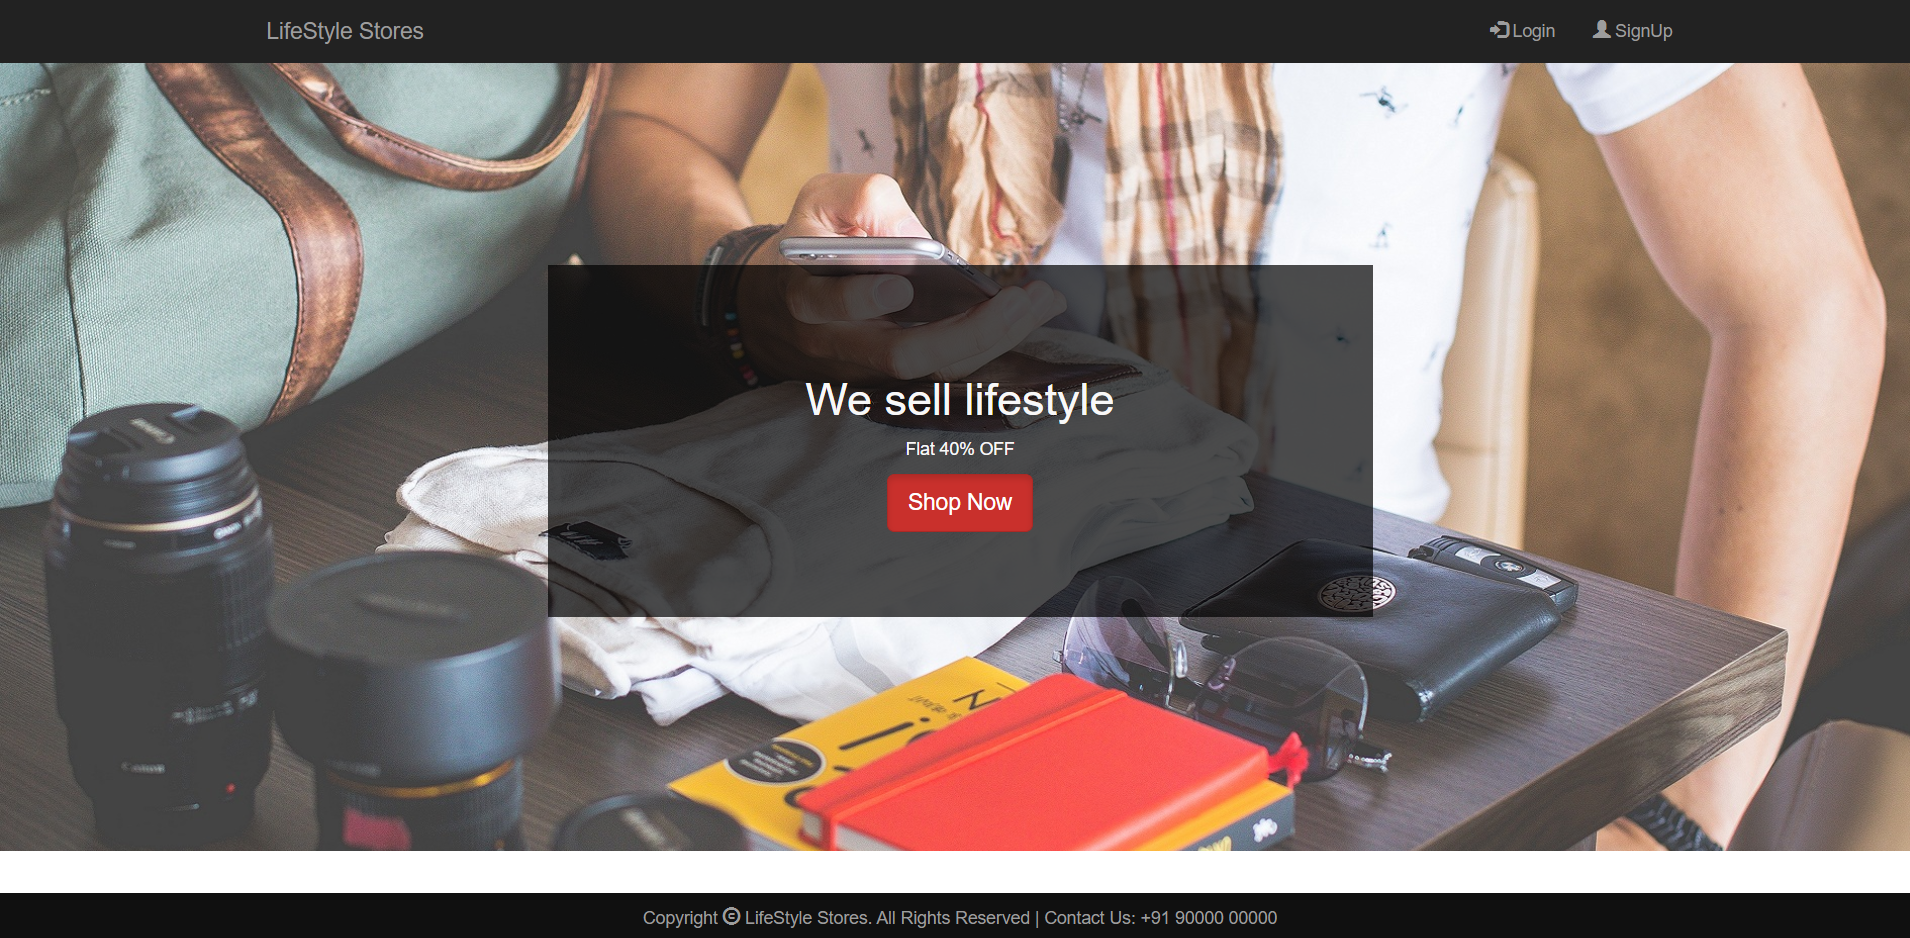 LifeStyle Stores
Login
SignUp
We sell lifestyle
Flat 40% OFF
Shop Now
Canon
Copyright © LifeStyle Stores. All Rights Reserved | Contact Us: +91 90000 00000